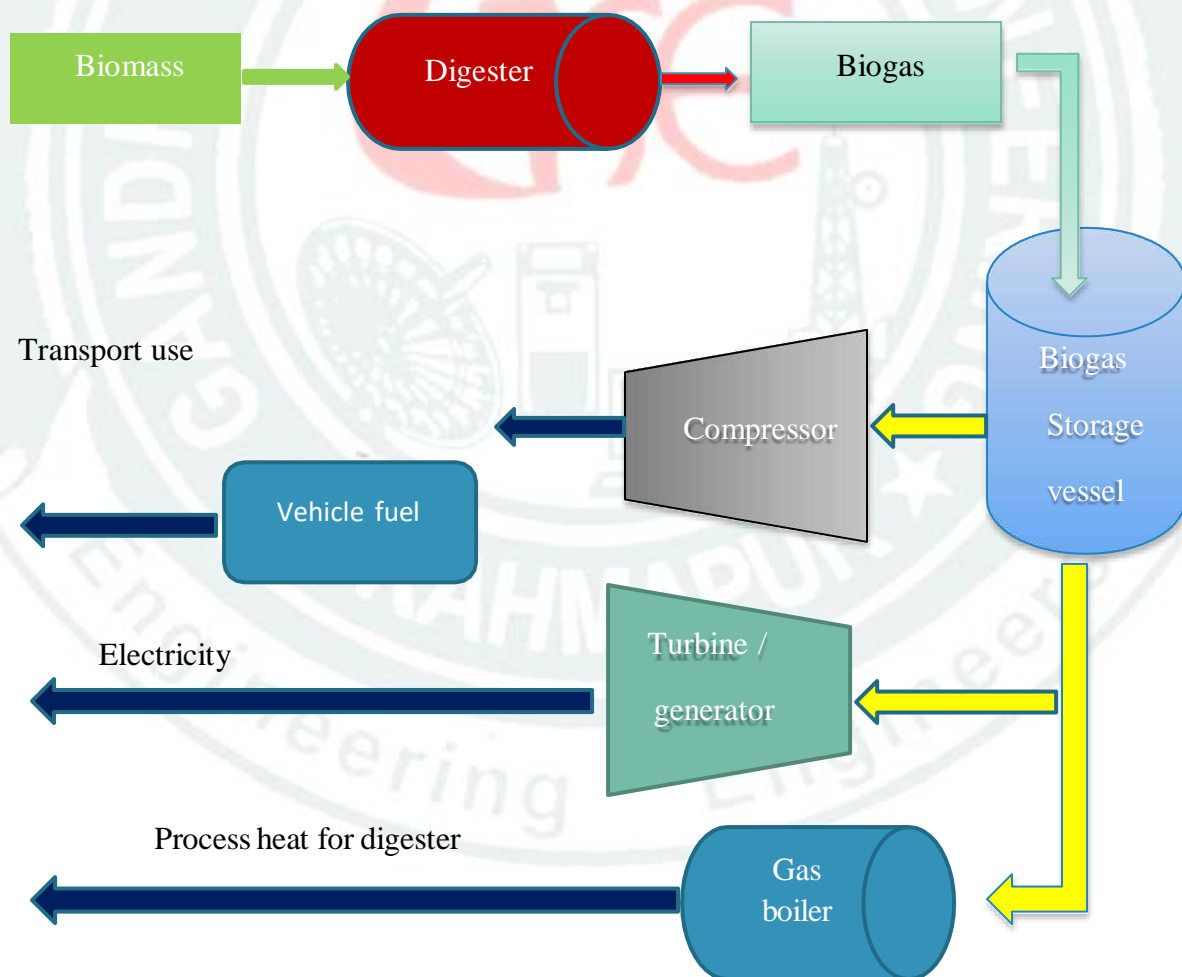 Biomass
Digester
Biogas
Transport use
Biogas
Storage
vessel
Compressor
Vehicle fuel
Electricity
Turbine /
generator
Process heat for digester
Gas
boiler
Engineering